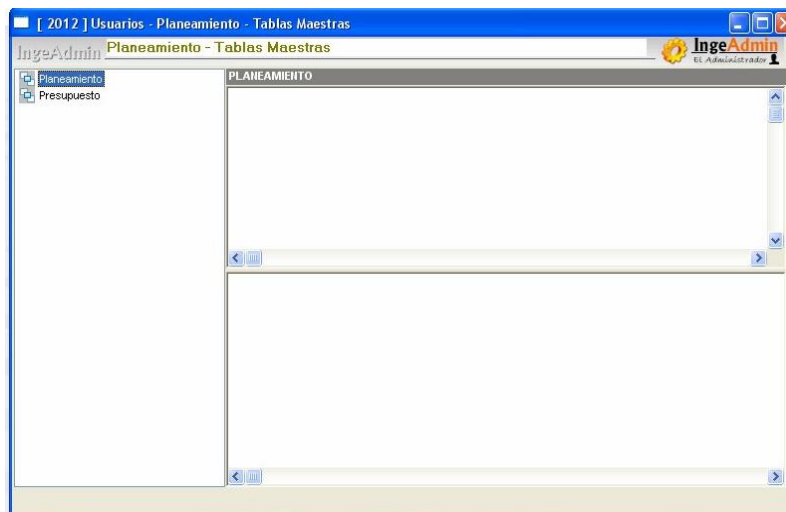 [ 2012 ] Usuarios - Planeamiento - Tablas Maestras
IngeAdmin Planeamiento - Tablas Maestras
IngeAdmin
El Administrador
Planeamiento
Presupuesto
PLANEAMIENTO